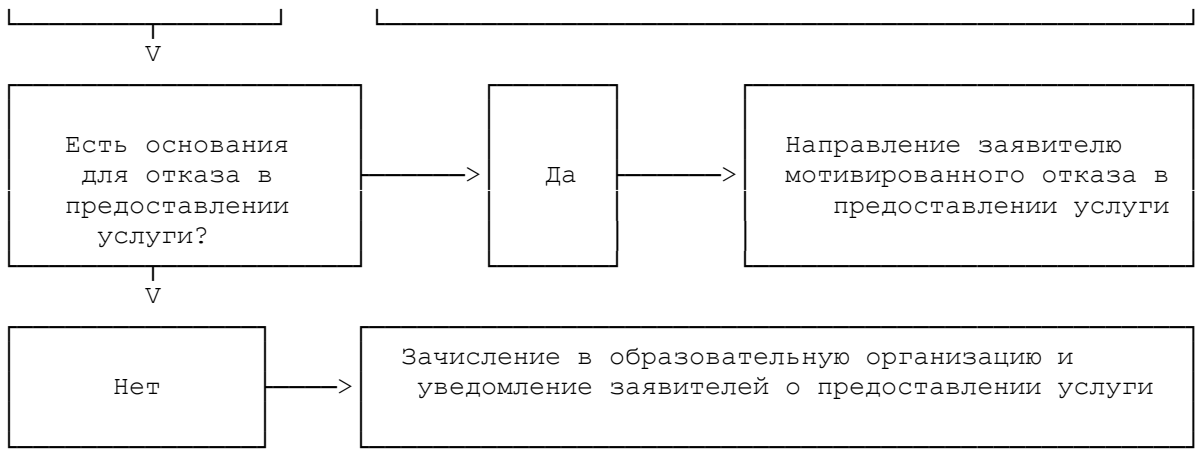 V
Есть основания
для отказа в
предоставлении
услуги?
Да
Направление заявителю
мотивированного отказа в
предоставлении услуги
V
Нет
Зачисление в образовательную организацию и
уведомление заявителей о предоставлении услуги